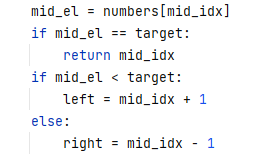 mid_el = numbers[mid_idx]
if mid_el == target:
    return mid_idx
if mid_el < target:
    left = mid_idx + 1
else:
    right = mid_idx - 1